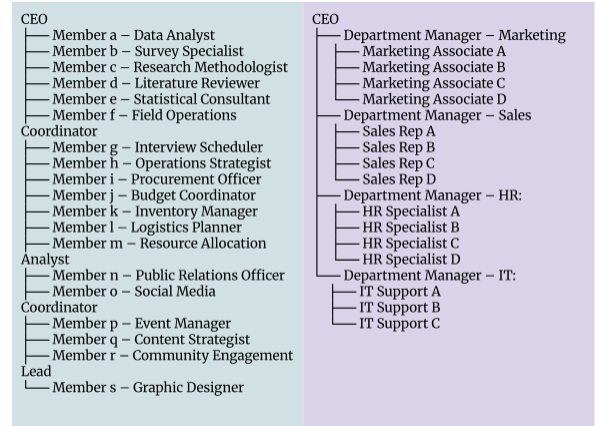 CEO
Member a – Data Analyst
Member b – Survey Specialist
Member c – Research Methodologist
Member d – Literature Reviewer
Member e – Statistical Consultant
Member f – Field Operations
Coordinator
Member g – Interview Scheduler
Member h – Operations Strategist
Member i – Procurement Officer
Member j – Budget Coordinator
Member k – Inventory Manager
Member l – Logistics Planner
Member m – Resource Allocation
Analyst
Member n – Public Relations Officer
Member o – Social Media
Coordinator
Member p – Event Manager
Member q – Content Strategist
Member r – Community Engagement
Lead
Member s – Graphic Designer
CEO
Department Manager – Marketing
Marketing Associate A
Marketing Associate B
Marketing Associate C
Marketing Associate D
Department Manager – Sales
Sales Rep A
Sales Rep B
Sales Rep C
Sales Rep D
Department Manager – HR:
HR Specialist A
HR Specialist B
HR Specialist C
HR Specialist D
Department Manager – IT:
IT Support A
IT Support B
IT Support C